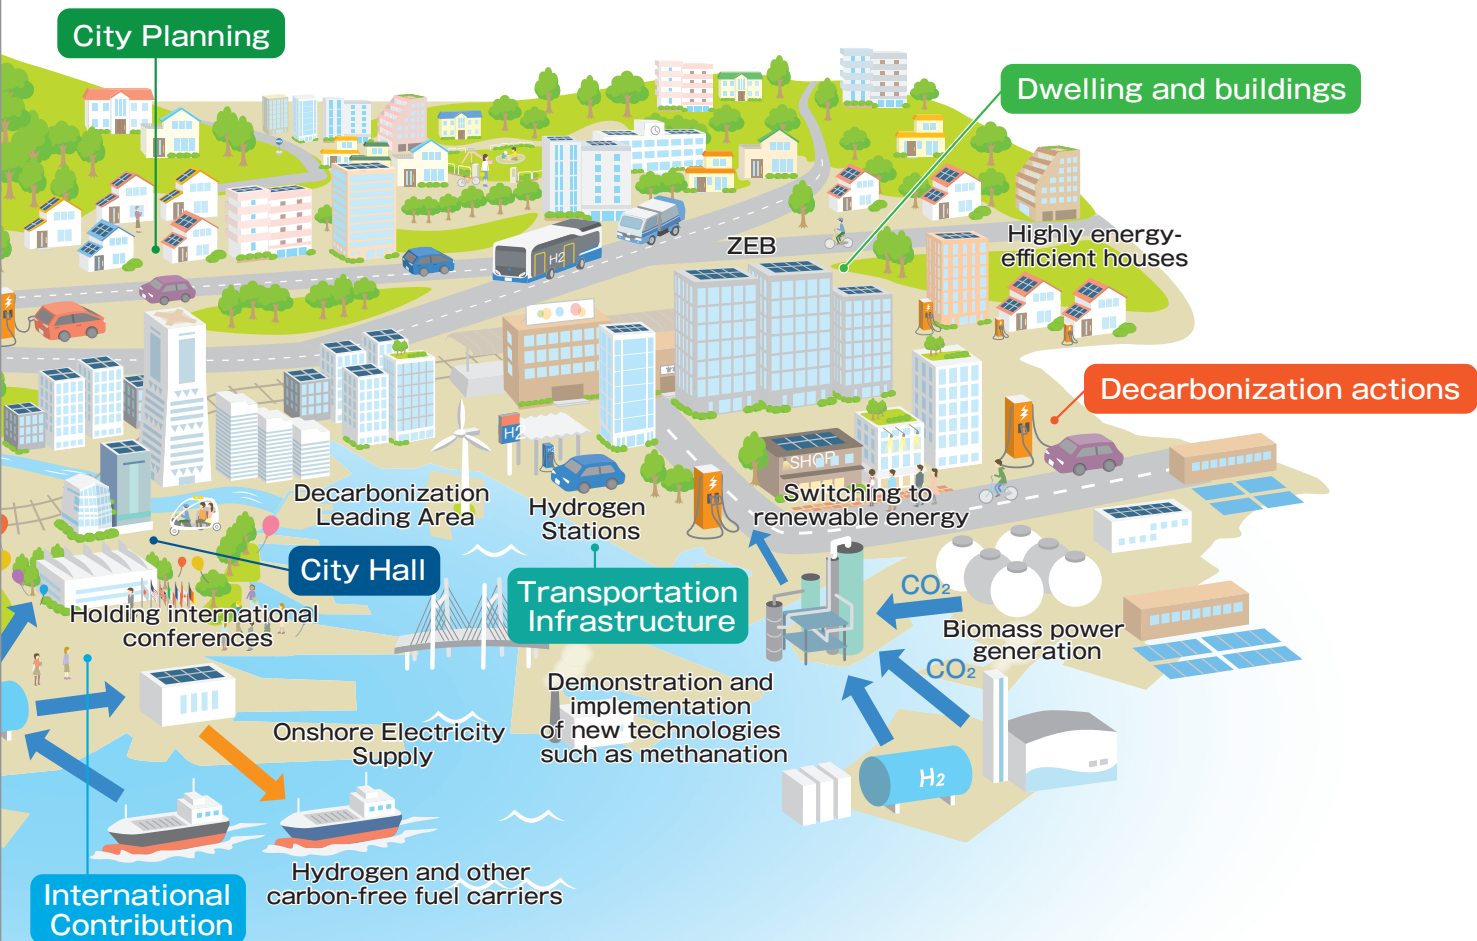 City Planning
Dwelling and buildings
ZEB
Highly energy-
efficient houses
H2
Decarbonization actions
H2
SHOP
Decarbonization
Leading Area
Hydrogen
Stations
Switching to
renewable energy
City Hall
Transportation
Infrastructure
CO₂
Holding international
conferences
Biomass power
generation
CO₂
Demonstration and
implementation
of new technologies
such as methanation
Onshore Electricity
Supply
H2
Hydrogen and other
carbon-free fuel carriers
International
Contribution